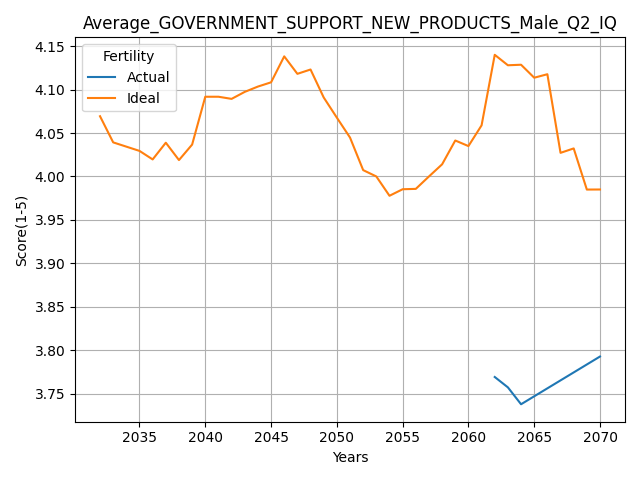 Average_GOVERNMENT_SUPPORT_NEW_PRODUCTS_Male_Q2_IQ
Fertility
Actual
Ideal
4.15
4.10
4.05
4.00
3.95
3.90
3.85
3.80
3.75
Score(1-5)
2035 2040 2045 2050 2055 2060 2065 2070
Years